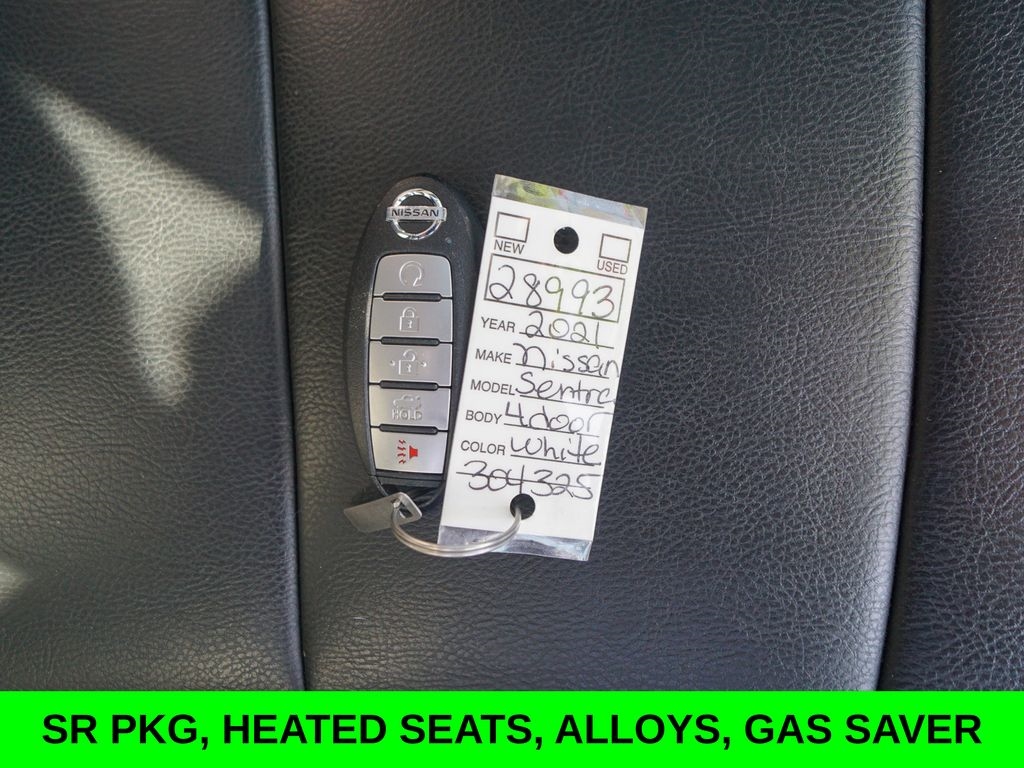 NISSAN
HOLD
NEW
USED
28993
YEAR 2021
MAKE Nissan
MODEL Sentra
BODY 4door
COLOR White
304325
SR PKG, HEATED SEATS, ALLOYS, GAS SAVER